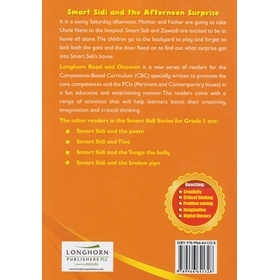 Smart Sidi and the Afternoon Surprise
It is a sunny Saturday afternoon. Mother and Father are going to take
Uncle Neno to the hospital. Smart Sidi and Zawadi are excited to be at
home all alone. The children go to the backyard to play and forget to
lock both the gate and the door. Read on to find out what surprise got into
Smart Sidi's house.
Longhorn Read and Discover is a new series of readers for the
Competence-Based Curriculum (CBC) specially written to promote the
core competences and the PCIs (Pertinent and Contemporary Issues) in
a fun, educative and entertaining manner. The readers come with a
range of activities that will help learners boost their creativity,
imagination and critical thinking.
The other readers in the Smart Sidi Series for Grade 1 are:
Smart Sidi and the posho
Smart Sidi and Tina
Smart Sidi and the Tonga the bully
Smart Sidi and the broken pipe
Boosting:
Creativity
Critical thinking
Problem solving
Imagination
Digital literacy
LONGHORN
PUBLISHERS PLC